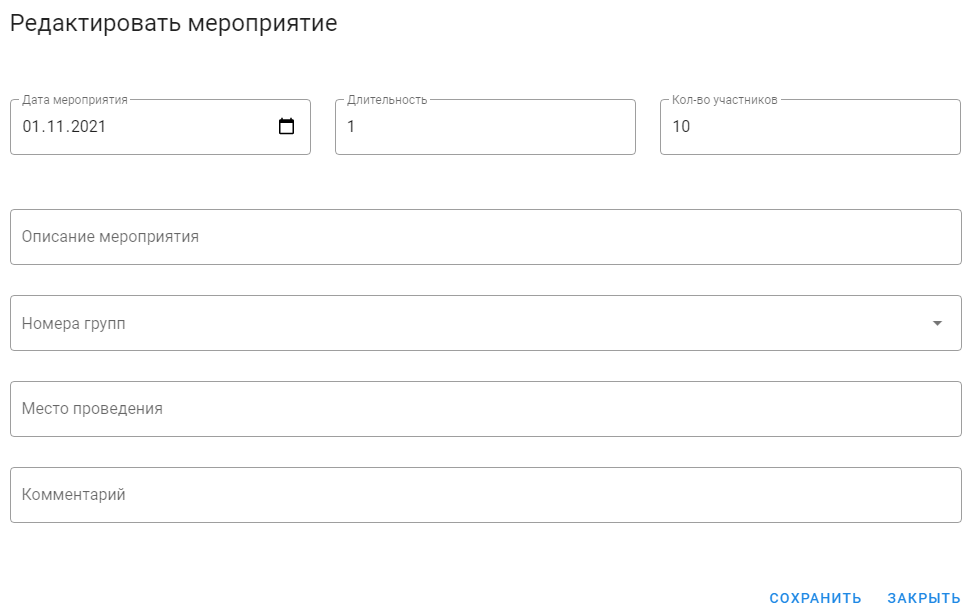 Редактировать мероприятие
Дата мероприятия
Длительность
Кол-во участников
01.11.2021
1
10
Описание мероприятия
Номера групп
Место проведения
Комментарий
СОХРАНИТЬ
ЗАКРЫТЬ